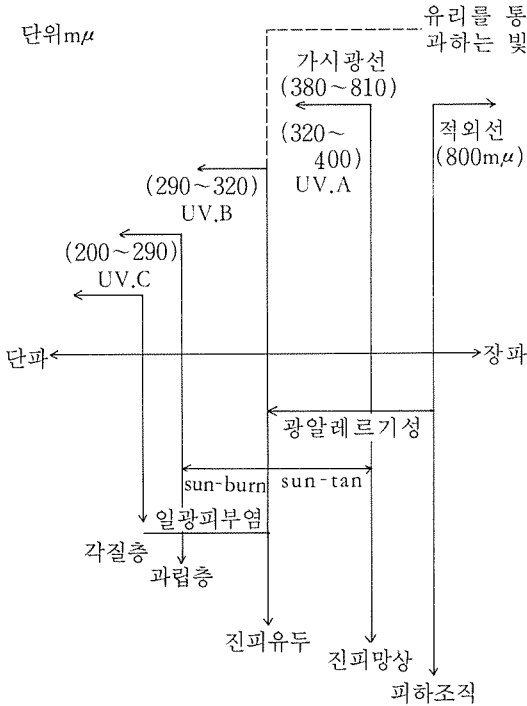 단위mμ
유리를 통
과하는 빛
가시광선
(380~810)
적외선
(800mμ)
(320~
400)
UV.A
(290~320)
UV.B
(200~290)
UV.C
단파
장파
광알레르기성
sun-burn
sun-tan
일광피부염
각질층
과립층
진피유두
진피망상
피하조직